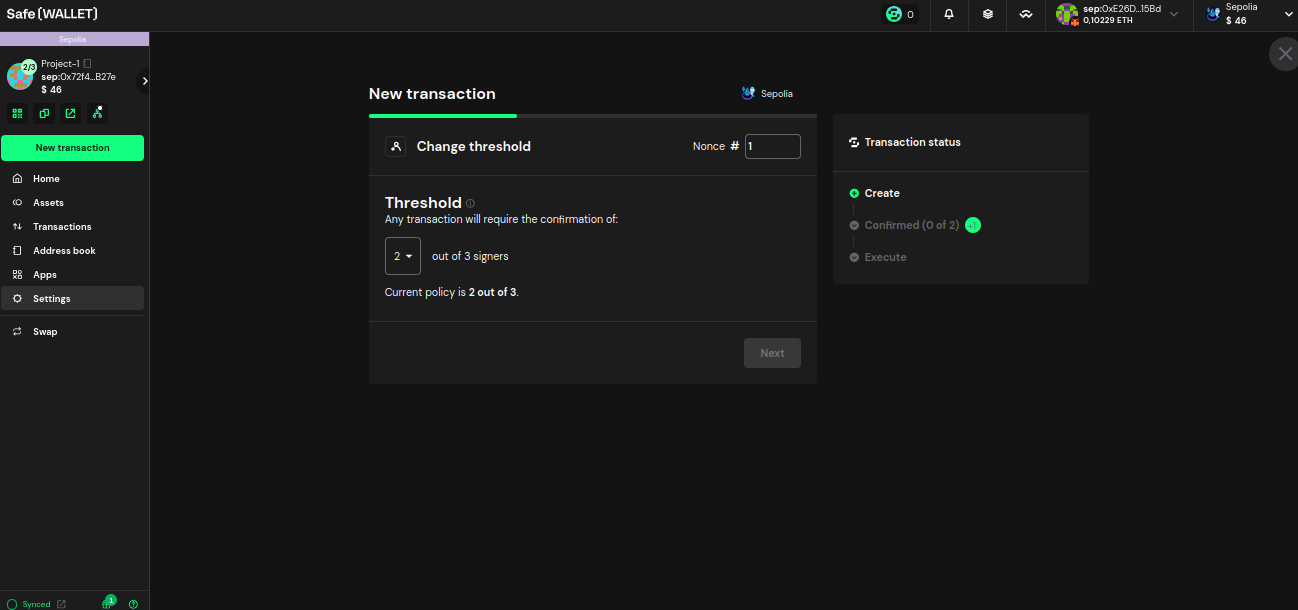 Safe{WALLET}
0
sep:0xE26D...15Bd
0,10229 ETH
Sepolia
$ 46
Sepolia
2/3
Project-1
sep:0x72f4...B27e
$ 46
New transaction
Home
Assets
Transactions
Address book
Apps
Settings
Swap
Synced
1
New transaction
Sepolia
Change threshold
Nonce # 1
Threshold
Any transaction will require the confirmation of:
2 out of 3 signers
Current policy is 2 out of 3.
Next
Transaction status
Create
Confirmed (0 of 2) +1
Execute